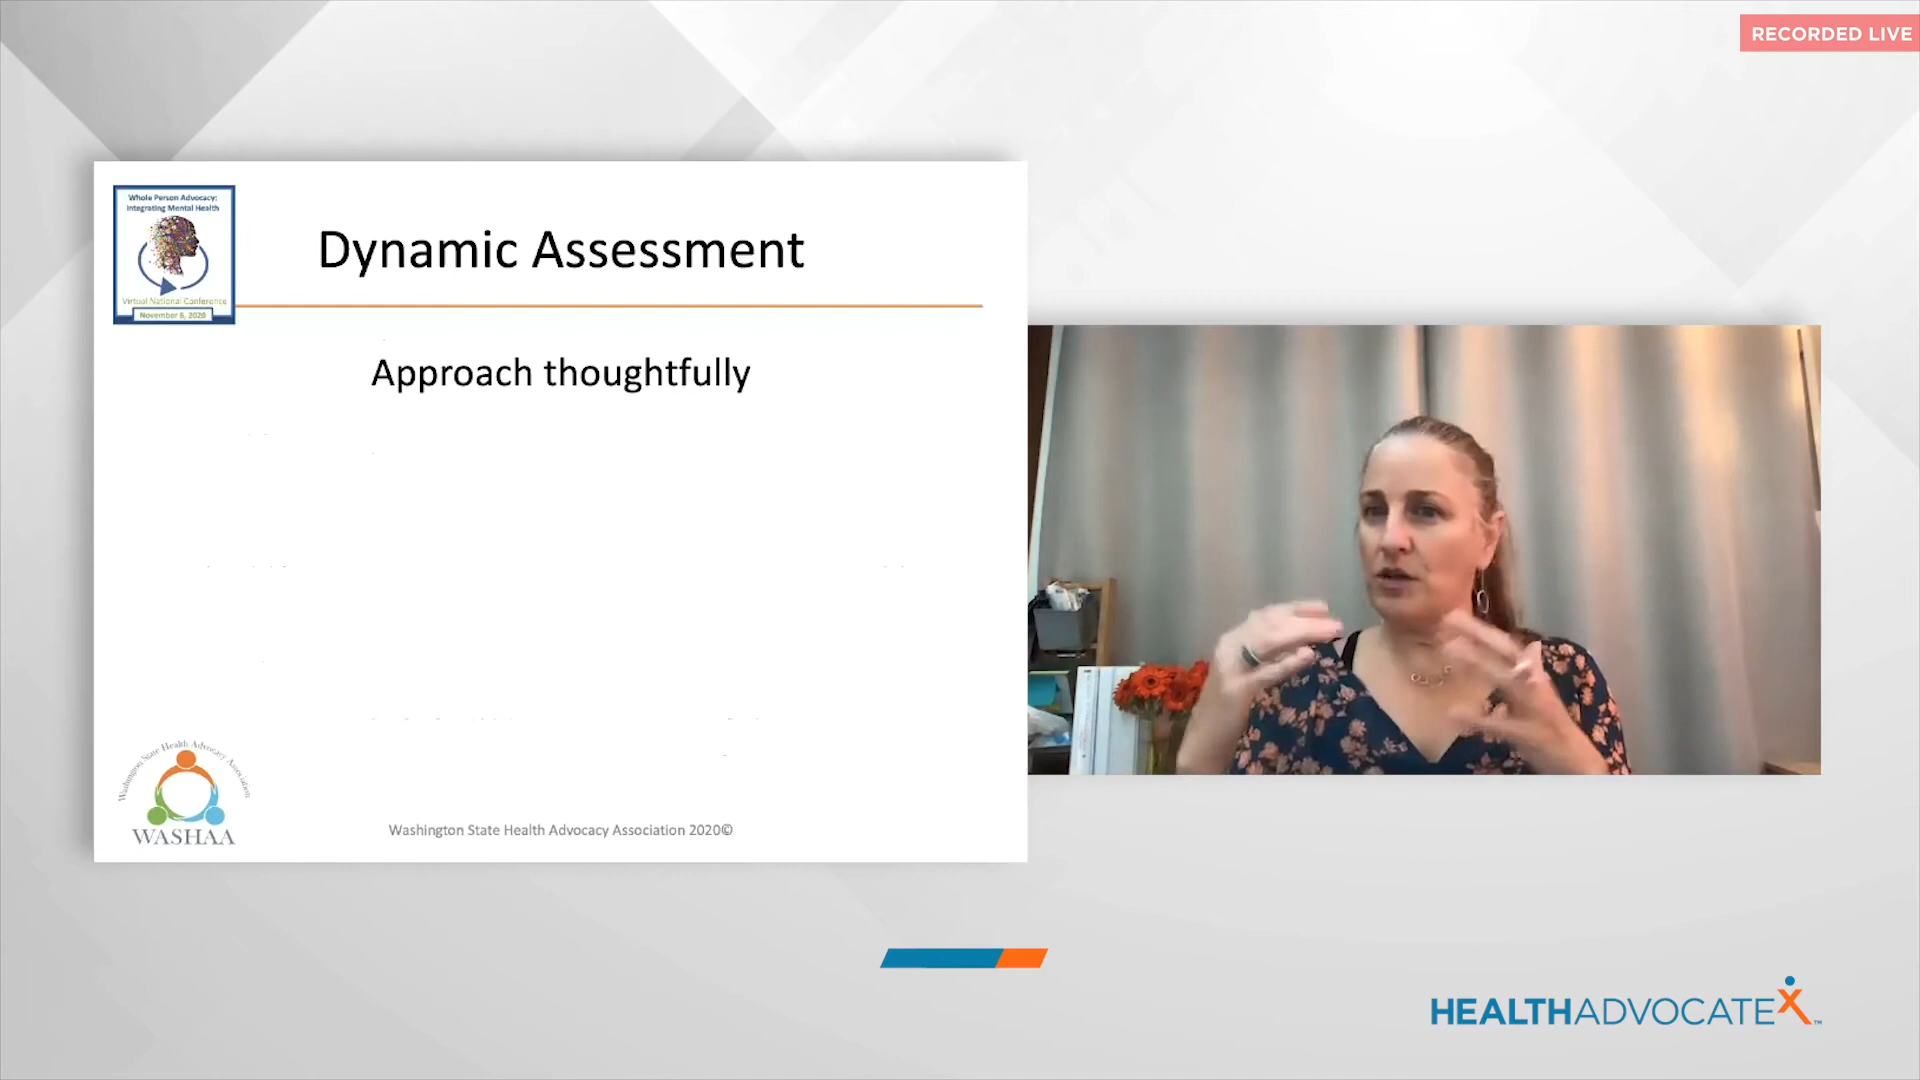 RECORDED LIVE
Whole Person Advocacy:
Integrating Mental Health
Virtual National Conference
November 6, 2020
Dynamic Assessment
Approach thoughtfully
Washington State Health Advocacy Association
WASHAA
Washington State Health Advocacy Association 2020©
HEALTHADVOCATEX™